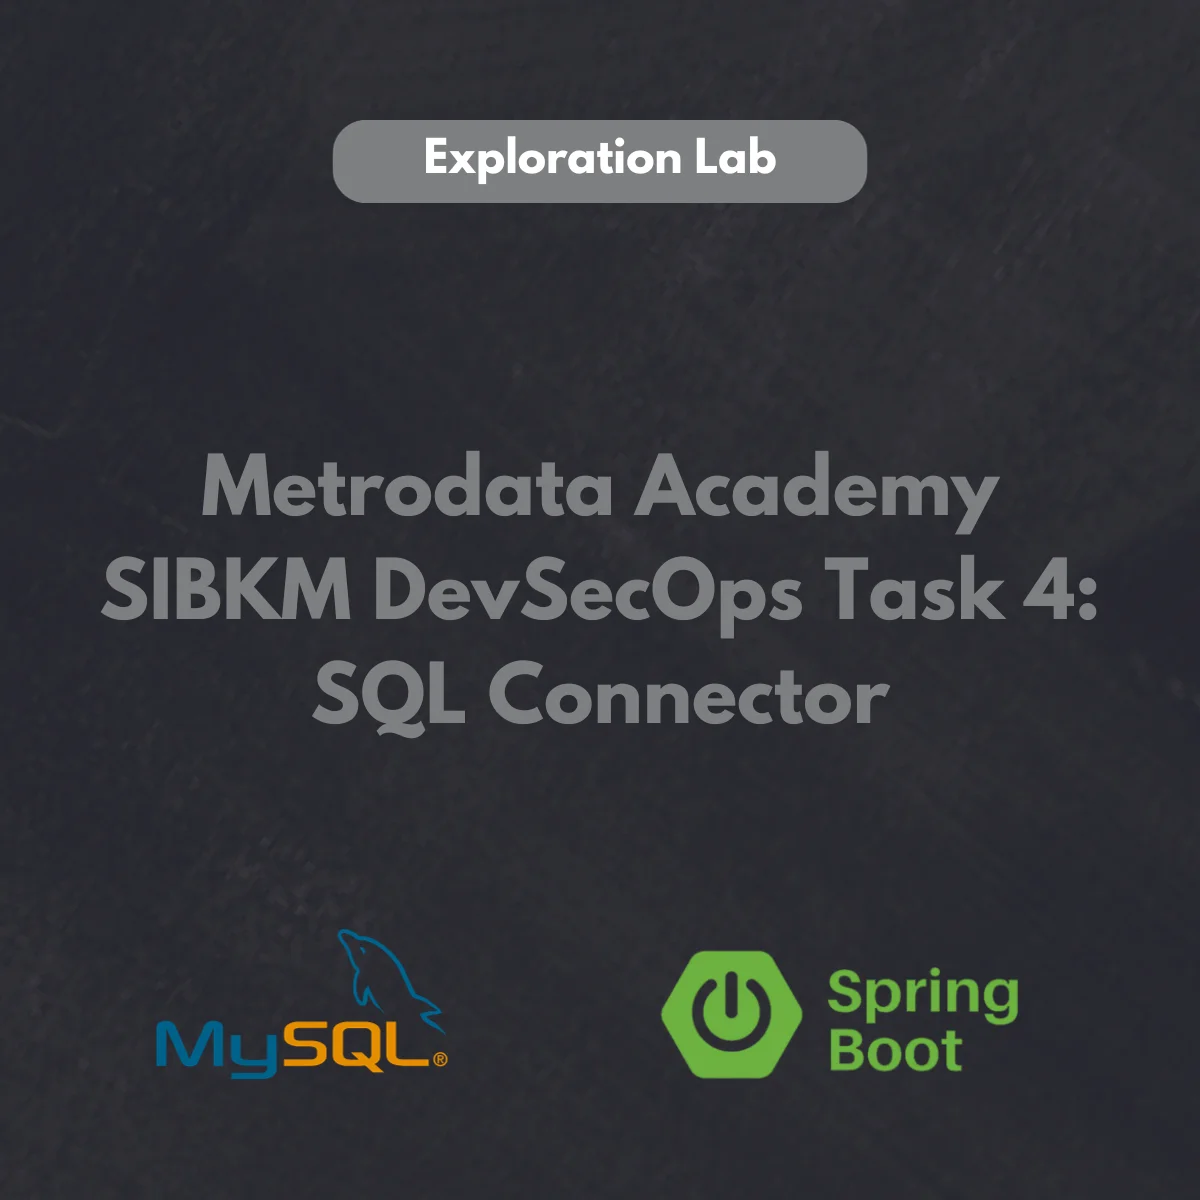 Exploration Lab
Metrodata Academy
SIBKM DevSecOps Task 4:
SQL Connector
MySQL®
Spring
Boot